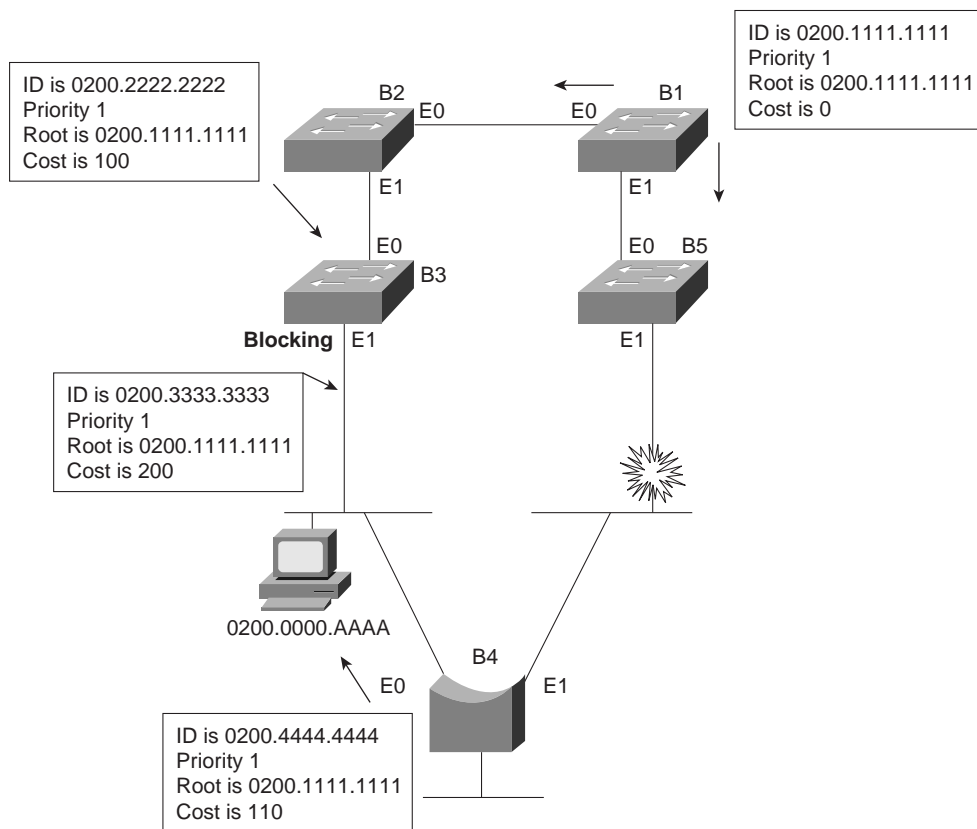 ID is 0200.1111.1111
Priority 1
Root is 0200.1111.1111
Cost is 0
ID is 0200.2222.2222
Priority 1
Root is 0200.1111.1111
Cost is 100
B2
E0
E0
B1
E1
E1
E0
B3
E0
B5
Blocking
E1
E1
ID is 0200.3333.3333
Priority 1
Root is 0200.1111.1111
Cost is 200
0200.0000.AAAA
B4
E0
E1
ID is 0200.4444.4444
Priority 1
Root is 0200.1111.1111
Cost is 110